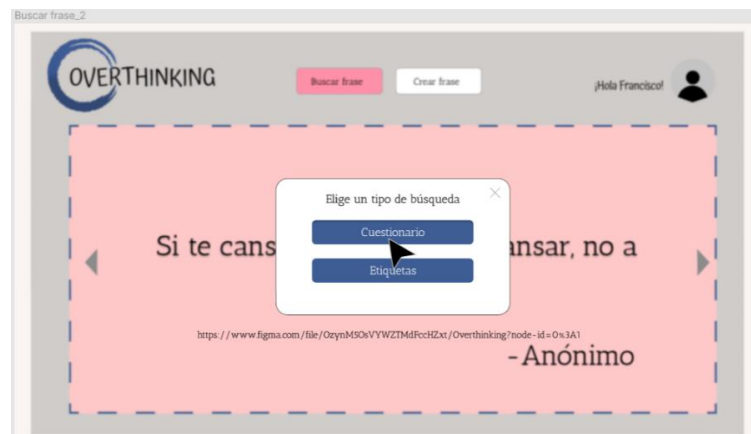 Buscar frase_2
OVERTHINKING
Buscar frase
Crear frase
¡Hola Francisco!
Elige un tipo de búsqueda
Cuestionario
Si te cans
ansar, no a
Etiquetas
https://www.figma.com/file/OzynMSOsVYWZTMdFccHZxt/Overthinking?node-id=0%3A1
-Anónimo